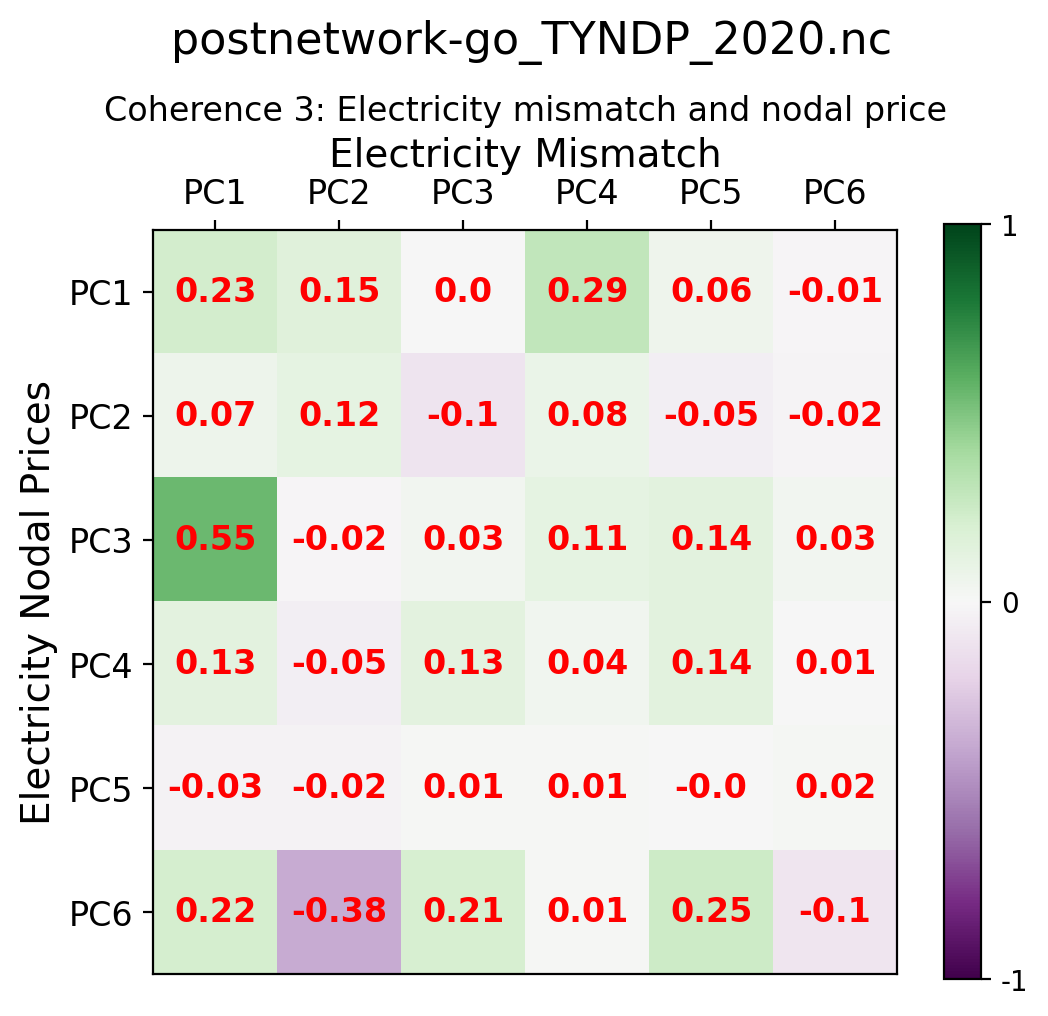 postnetwork-go_TYNDP_2020.nc
Coherence 3: Electricity mismatch and nodal price
Electricity Mismatch
PC1 PC2 PC3 PC4 PC5 PC6
Electricity Nodal Prices
PC1 0.23 0.15 0.0 0.29 0.06 -0.01
PC2 0.07 0.12 -0.1 0.08 -0.05 -0.02
PC3 0.55 -0.02 0.03 0.11 0.14 0.03
PC4 0.13 -0.05 0.13 0.04 0.14 0.01
PC5 -0.03 -0.02 0.01 0.01 -0.0 0.02
PC6 0.22 -0.38 0.21 0.01 0.25 -0.1
1
0
-1